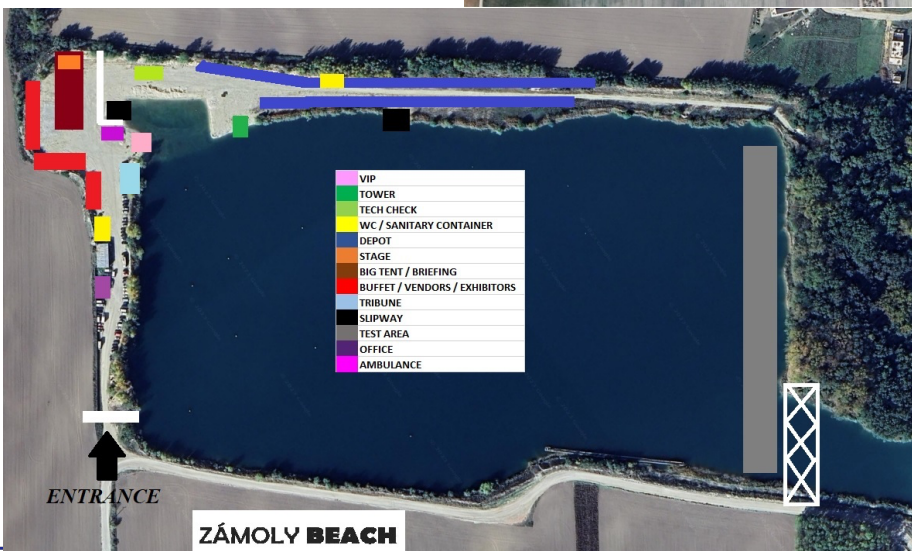 VIP
TOWER
TECH CHECK
WC / SANITARY CONTAINER
DEPOT
STAGE
BIG TENT / BRIEFING
BUFFET / VENDORS / EXHIBITORS
TRIBUNE
SLIPWAY
TEST AREA
OFFICE
AMBULANCE
ENTRANCE
ZÁMOLY BEACH